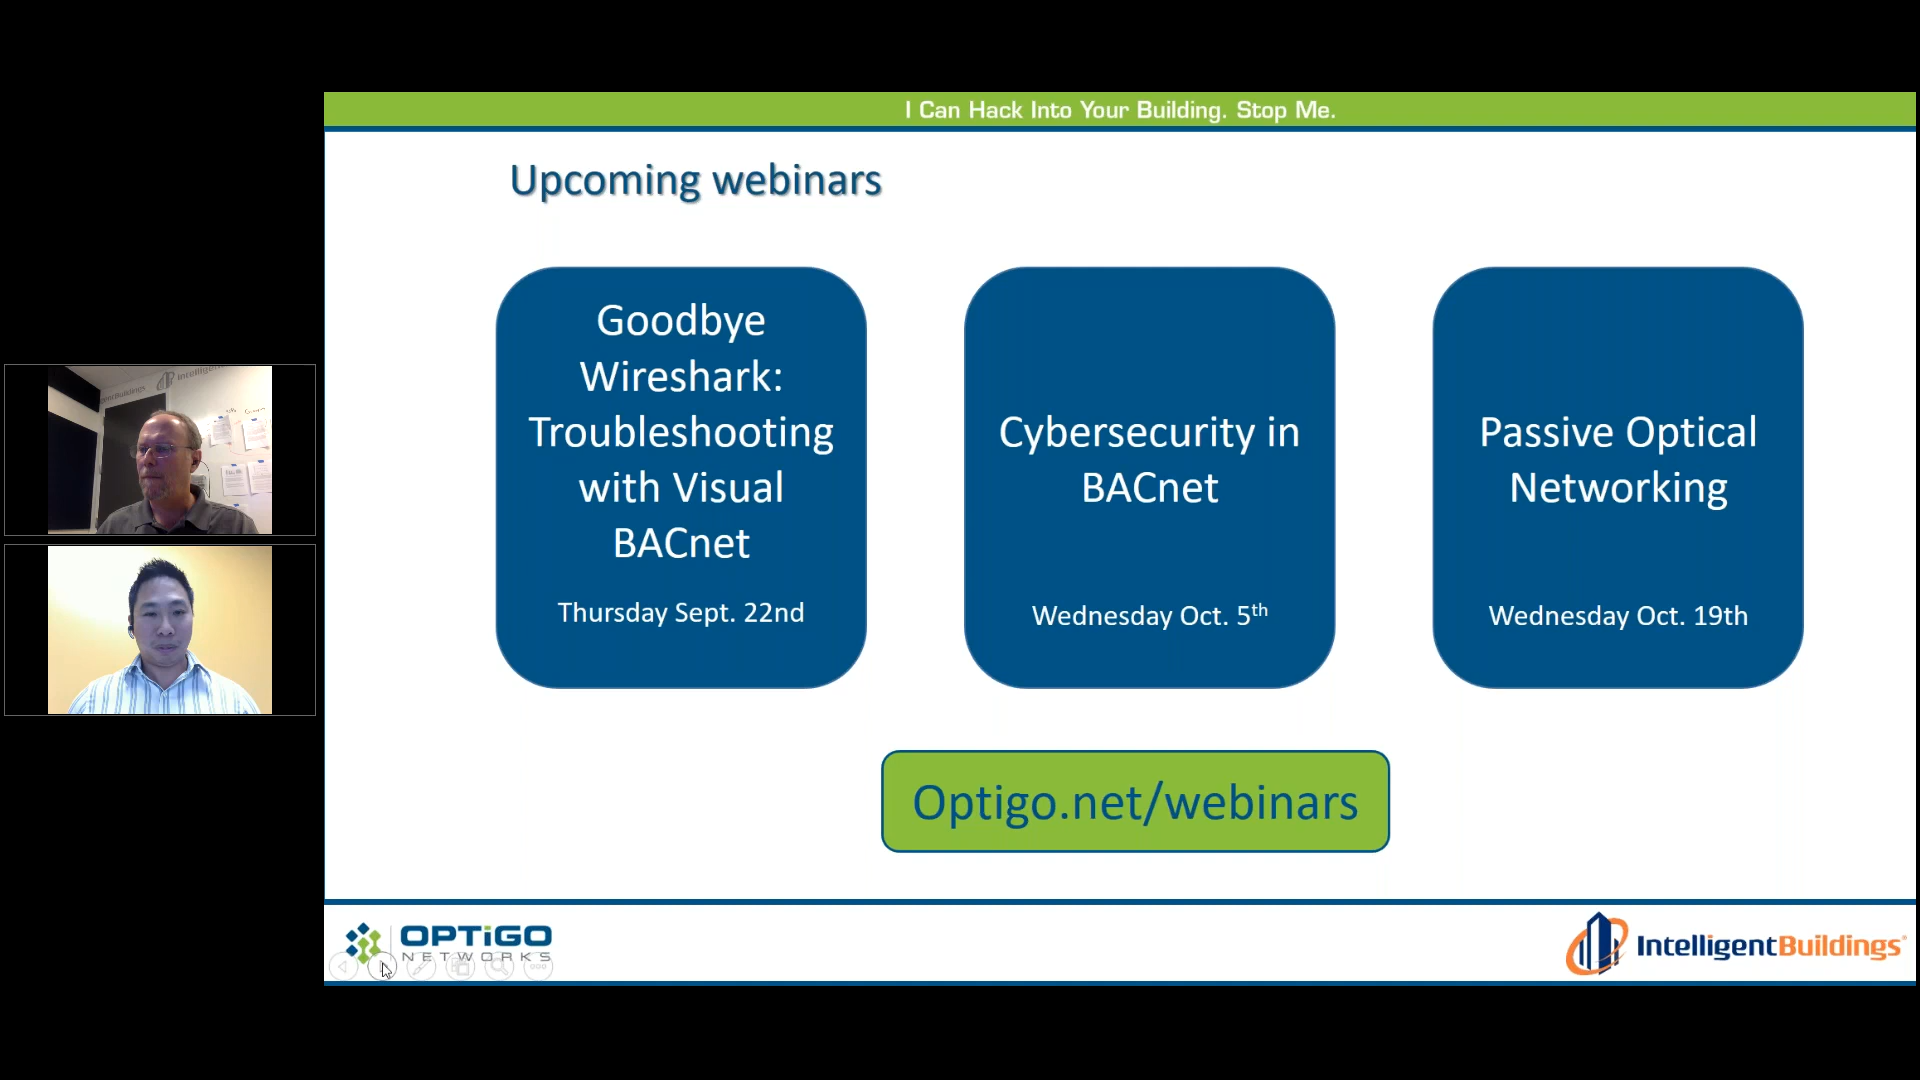 I Can Hack Into Your Building. Stop Me.
Upcoming webinars
Goodbye
Wireshark:
Troubleshooting
with Visual
BACnet
Thursday Sept. 22nd
Cybersecurity in
BACnet
Wednesday Oct. 5th
Passive Optical
Networking
Wednesday Oct. 19th
Optigo.net/webinars
OPTiGO
NETWORKS
IntelligentBuildings